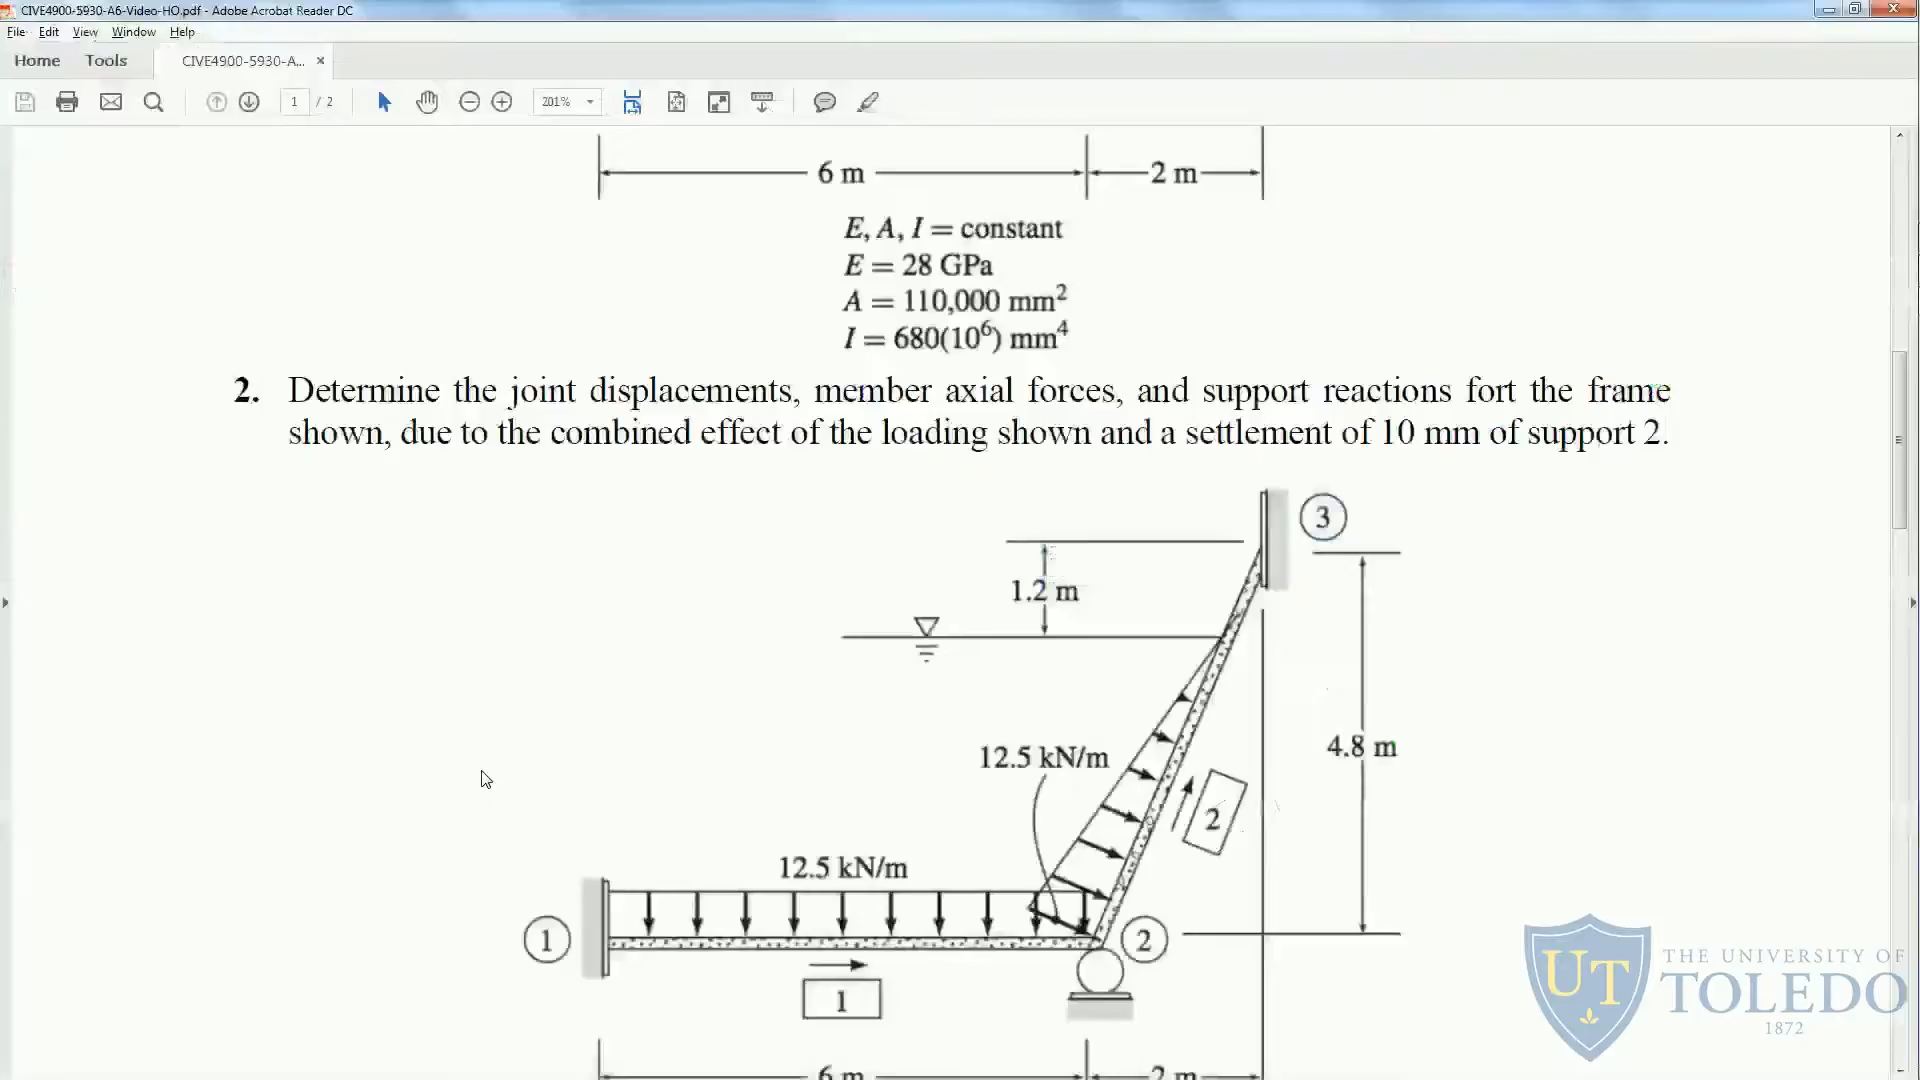 CIVE4900-5930-A6-Video-HO.pdf - Adobe Acrobat Reader DC
File Edit View Window Help
Home Tools CIVE4900-5930-A... ×
1 / 2 201%
6 m 2 m
E, A, I = constant
E = 28 GPa
A = 110,000 mm²
I = 680(10⁶) mm⁴
2. Determine the joint displacements, member axial forces, and support reactions fort the frame
shown, due to the combined effect of the loading shown and a settlement of 10 mm of support 2.
3
1.2 m
4.8 m
12.5 kN/m
2
12.5 kN/m
1
2
1
6 m 2 m
UT
THE UNIVERSITY OF
TOLEDO
1872